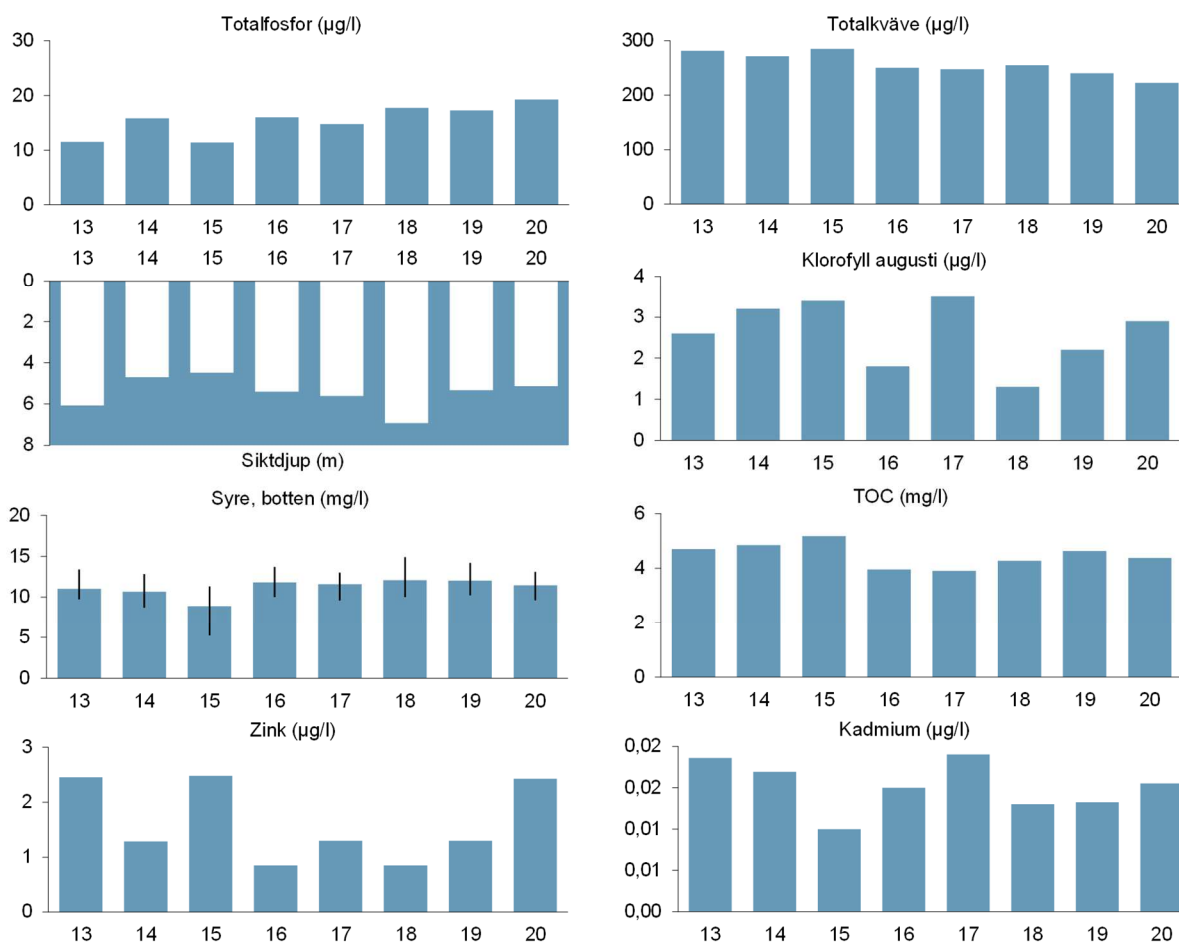 Totalfosfor (µg/l)
30
20
10
0
13 14 15 16 17 18 19 20
Totalkväve (µg/l)
300
200
100
0
13 14 15 16 17 18 19 20
13 14 15 16 17 18 19 20
0
2
4
6
8
Siktdjup (m)
Klorofyll augusti (µg/l)
4
3
2
1
0
13 14 15 16 17 18 19 20
Syre, botten (mg/l)
20
15
10
5
0
13 14 15 16 17 18 19 20
TOC (mg/l)
6
4
2
0
13 14 15 16 17 18 19 20
Zink (µg/l)
3
2
1
0
13 14 15 16 17 18 19 20
Kadmium (µg/l)
0,02
0,02
0,01
0,01
0,00
13 14 15 16 17 18 19 20